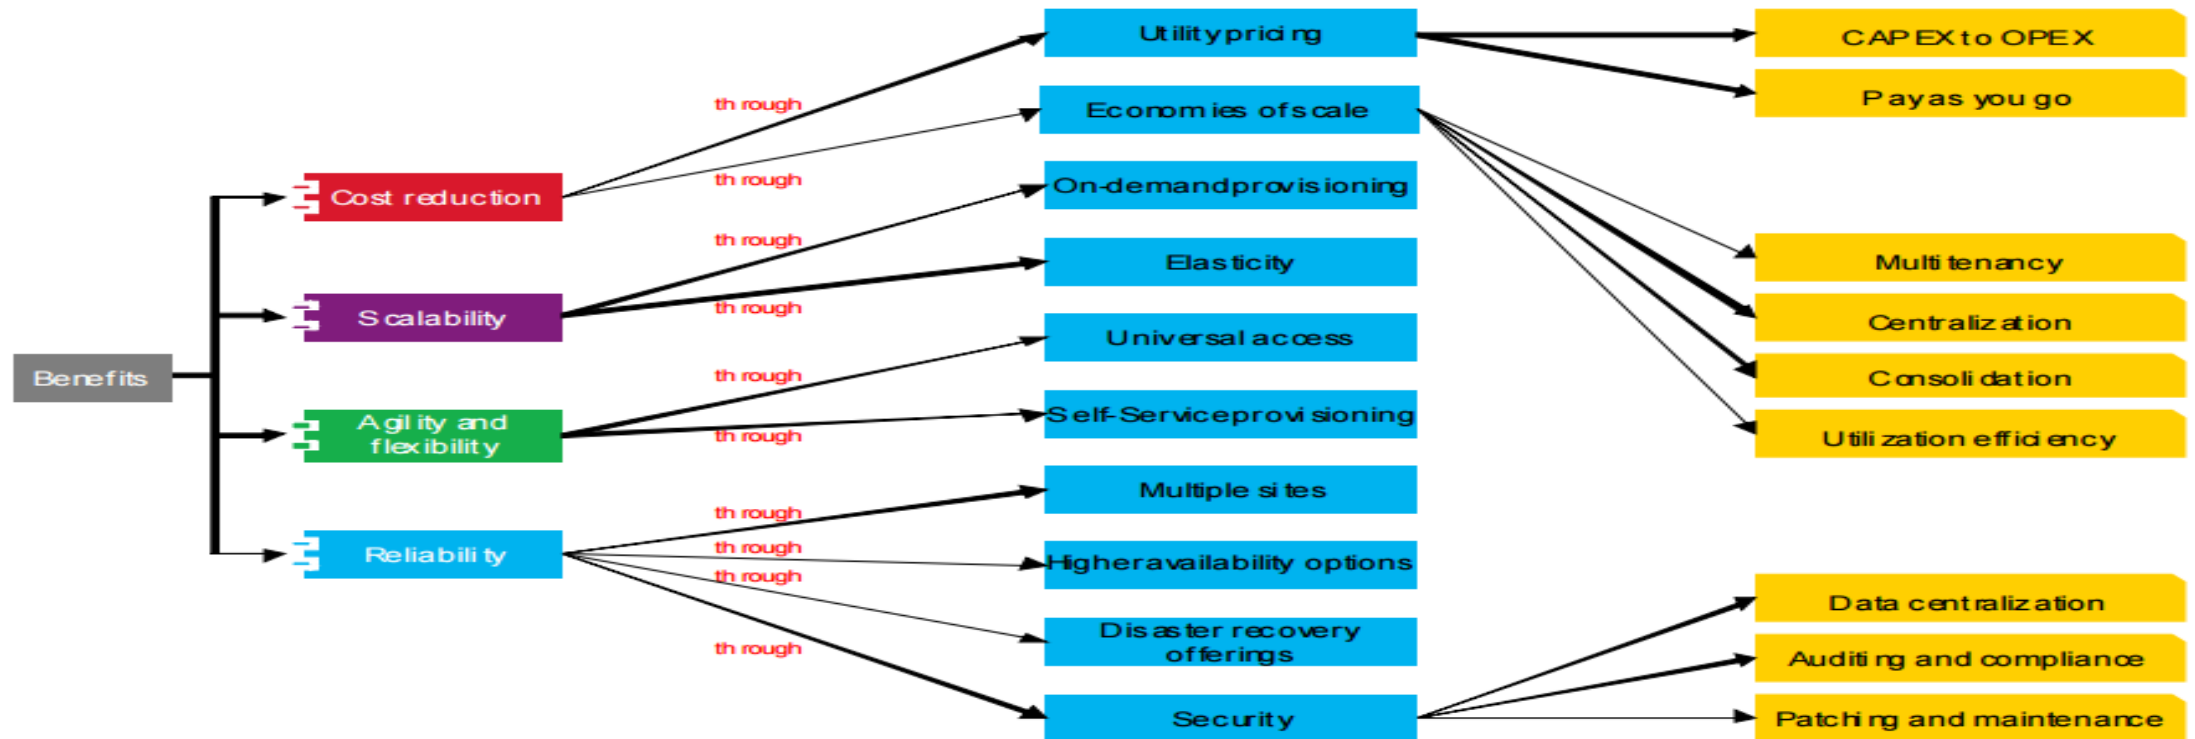 Benefits
Cost reduction
Scalability
Agility and
flexibility
Reliability
through
through
through
through
through
through
through
through
through
through
Utility pricing
Economies of scale
On-demand provisioning
Elasticity
Universal access
Self-Service provisioning
Multiple sites
Higher availability options
Disaster recovery
offerings
Security
CAPEX to OPEX
Pay as you go
Multitenancy
Centralization
Consolidation
Utilization efficiency
Data centralization
Auditing and compliance
Patching and maintenance